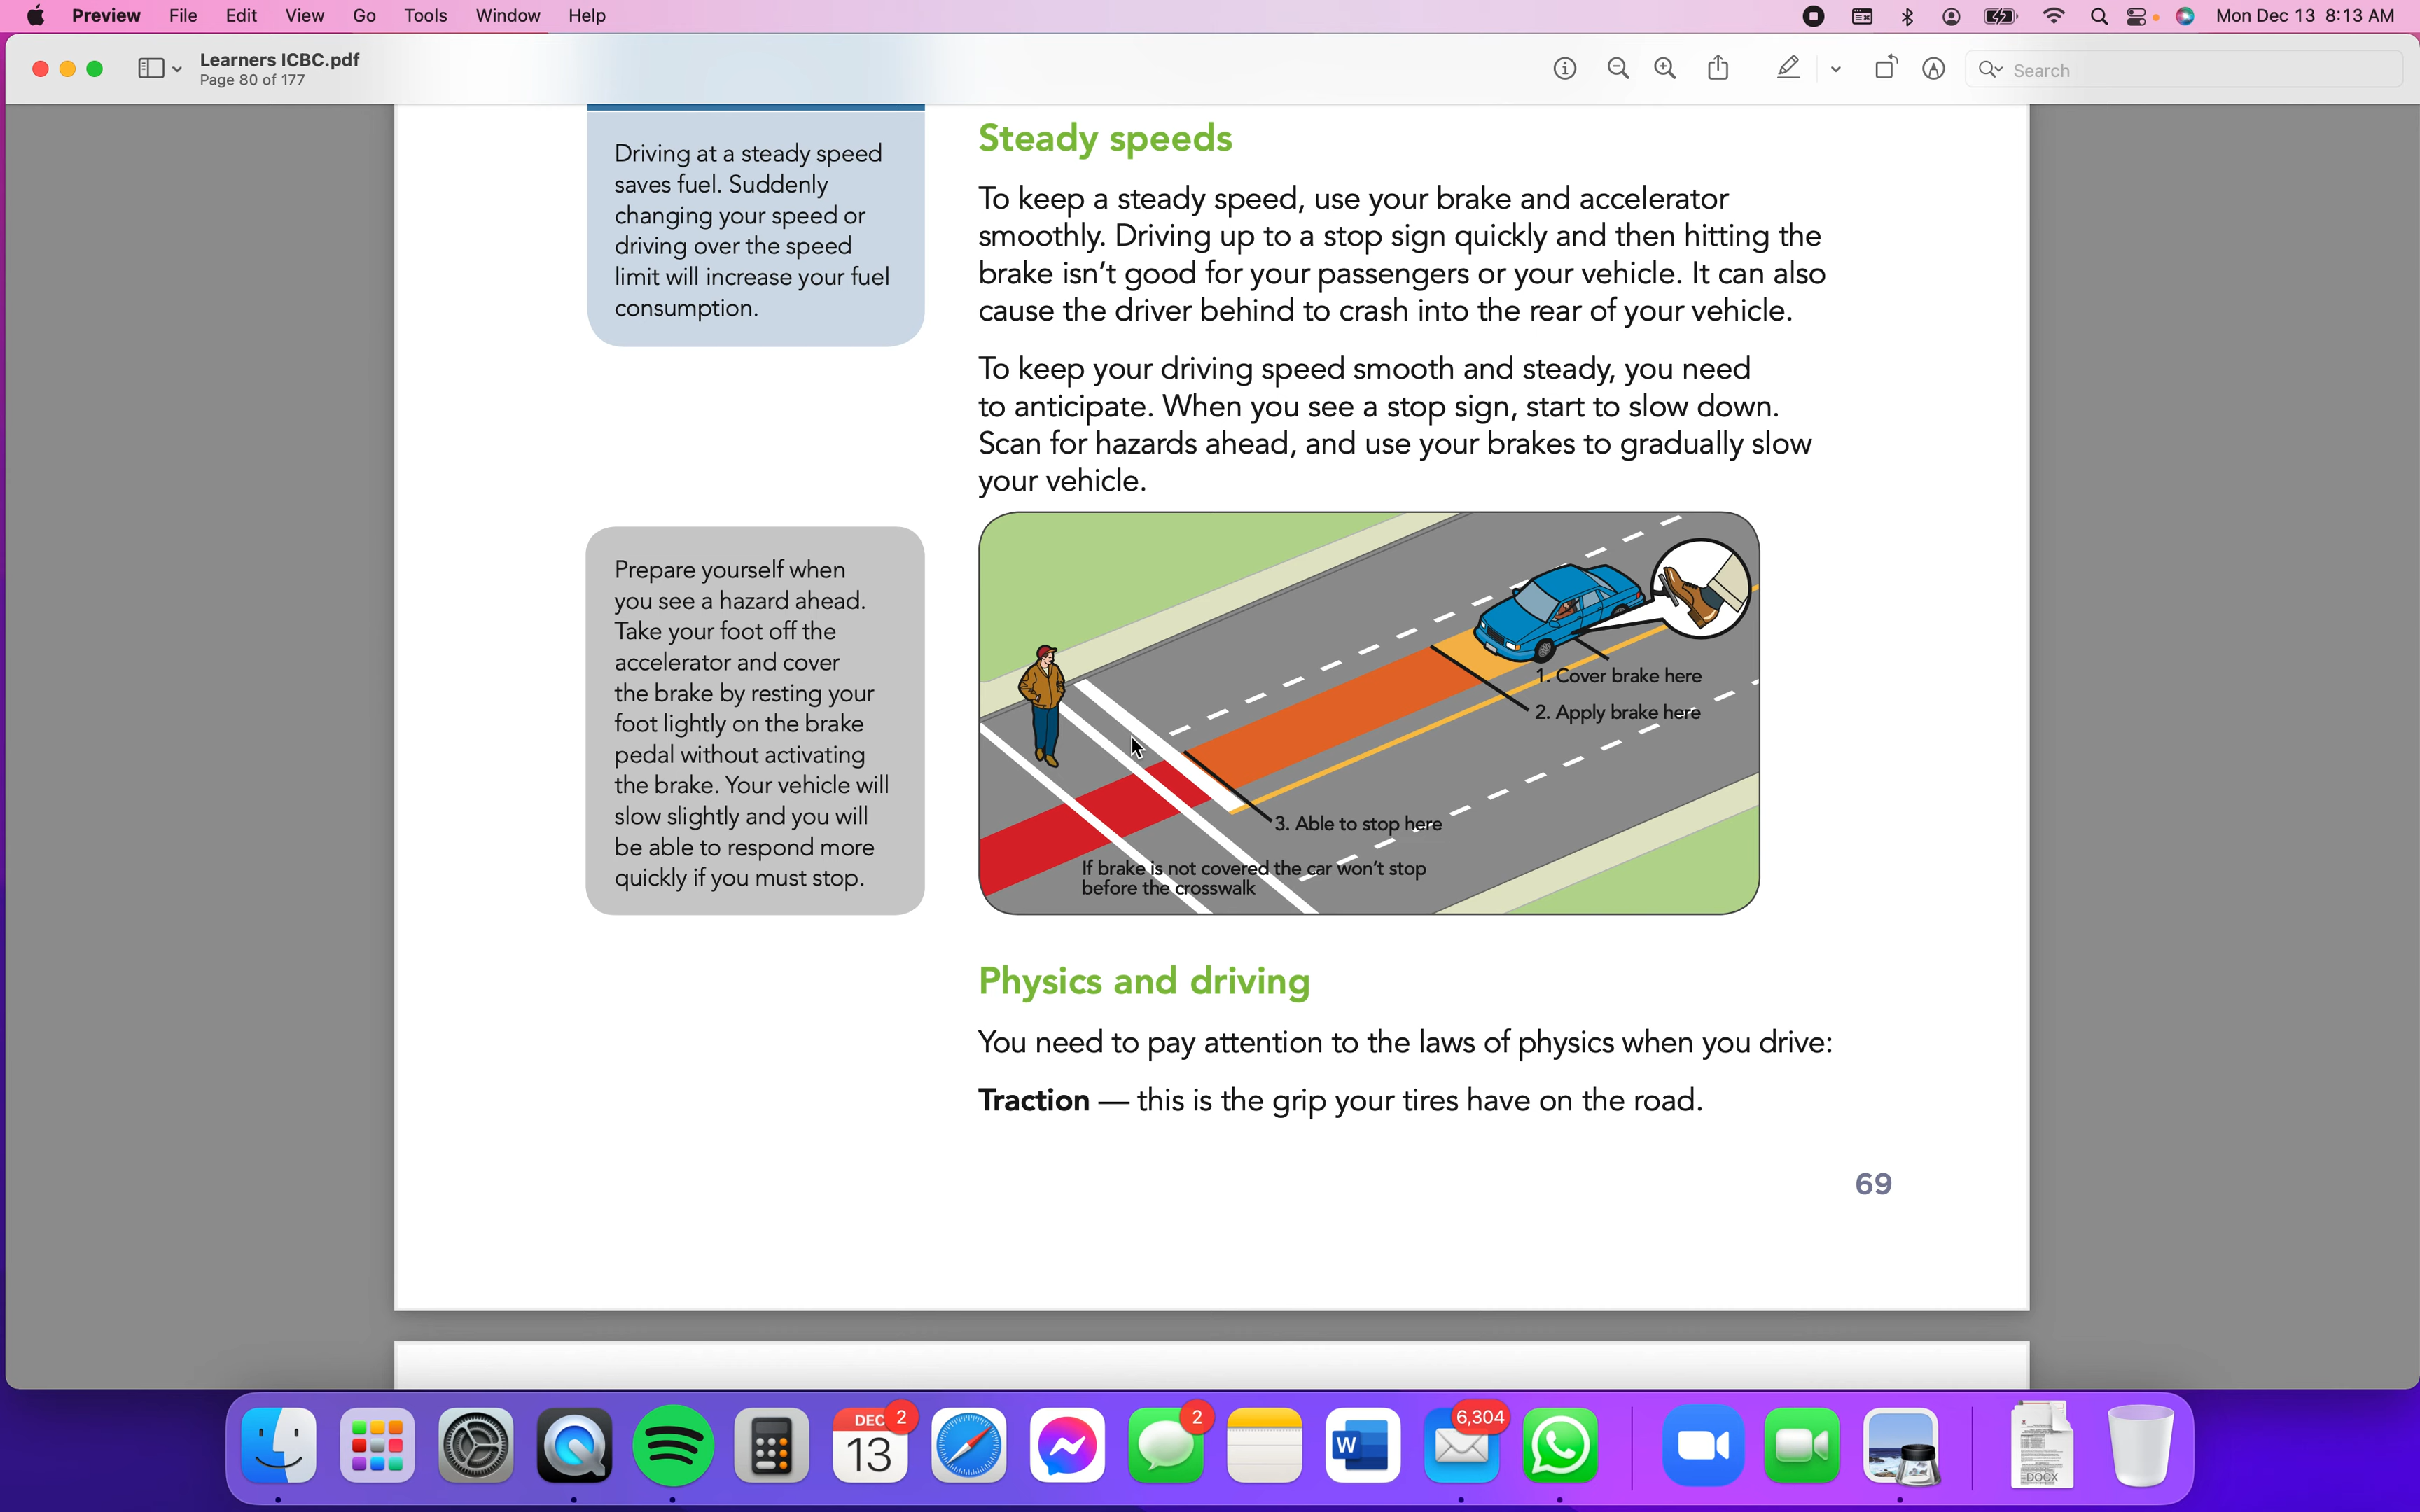 Preview File Edit View Go Tools Window Help Mon Dec 13 8:13 AM
Learners ICBC.pdf
Page 80 of 177
Search
Driving at a steady speed
saves fuel. Suddenly
changing your speed or
driving over the speed
limit will increase your fuel
consumption.
Steady speeds
To keep a steady speed, use your brake and accelerator
smoothly. Driving up to a stop sign quickly and then hitting the
brake isn't good for your passengers or your vehicle. It can also
cause the driver behind to crash into the rear of your vehicle.
To keep your driving speed smooth and steady, you need
to anticipate. When you see a stop sign, start to slow down.
Scan for hazards ahead, and use your brakes to gradually slow
your vehicle.
Prepare yourself when
you see a hazard ahead.
Take your foot off the
accelerator and cover
the brake by resting your
foot lightly on the brake
pedal without activating
the brake. Your vehicle will
slow slightly and you will
be able to respond more
quickly if you must stop.
1. Cover brake here
2. Apply brake here
3. Able to stop here
If brake is not covered the car won't stop
before the crosswalk
Physics and driving
You need to pay attention to the laws of physics when you drive:
Traction — this is the grip your tires have on the road.
69
DEC 2
13
2
W
6,304
DOCX